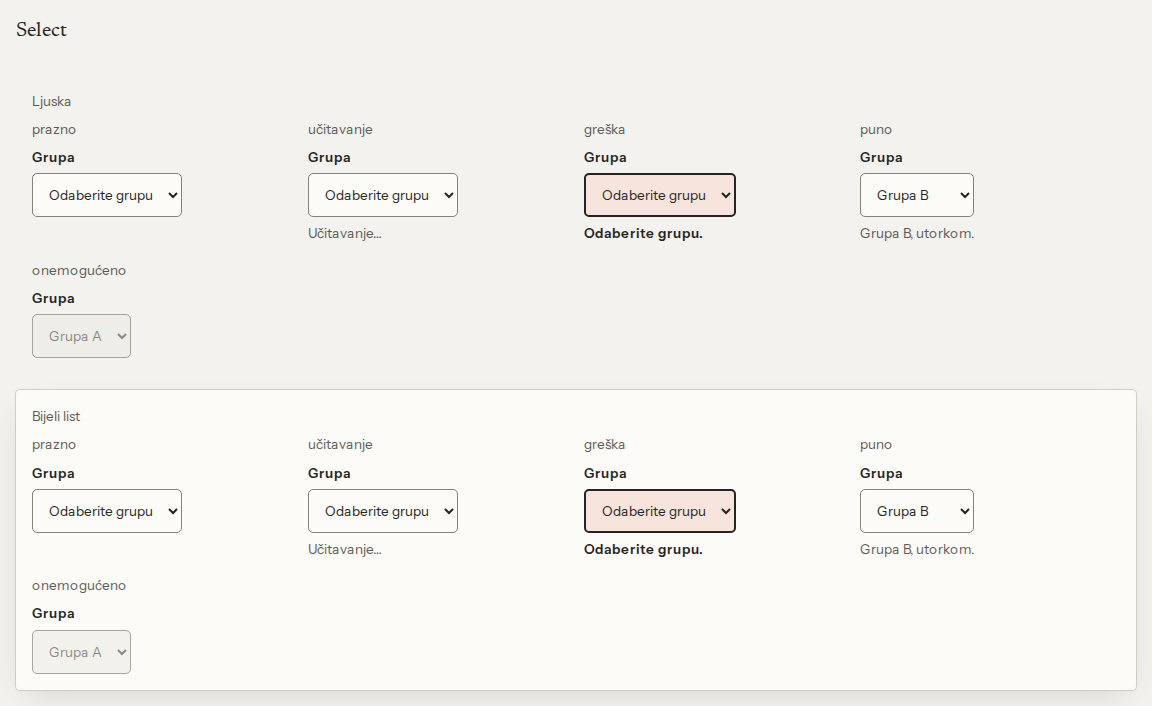 Select
Ljuska
prazno učitavanje greška puno
Grupa Grupa Grupa Grupa
Odaberite grupu Odaberite grupu Odaberite grupu Grupa B
Učitavanje… Odaberite grupu. Grupa B, utorkom.
onemogućeno
Grupa
Grupa A
Bijeli list
prazno učitavanje greška puno
Grupa Grupa Grupa Grupa
Odaberite grupu Odaberite grupu Odaberite grupu Grupa B
Učitavanje… Odaberite grupu. Grupa B, utorkom.
onemogućeno
Grupa
Grupa A